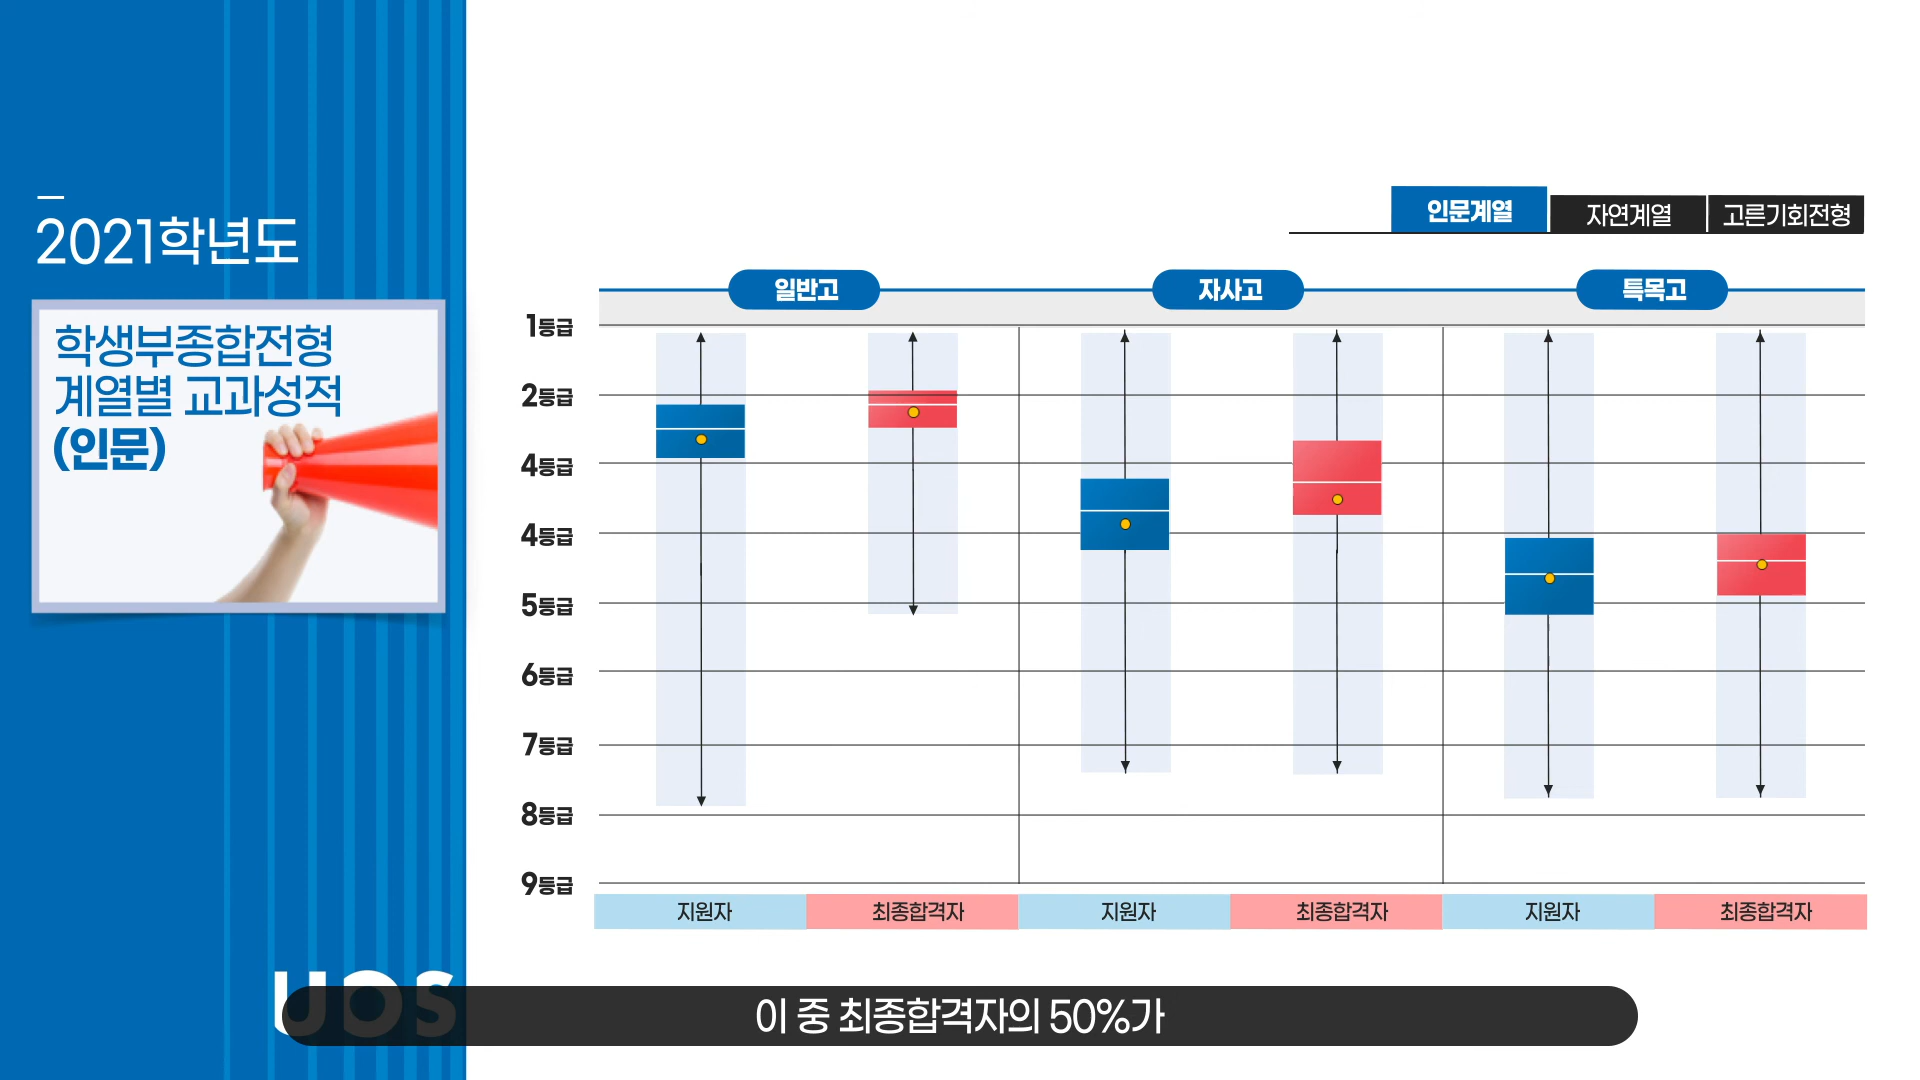 2021학년도
학생부종합전형
계열별 교과성적
(인문)
인문계열 자연계열 고른기회전형
일반고 자사고 특목고
1등급
2등급
4등급
4등급
5등급
6등급
7등급
8등급
9등급
지원자 최종합격자 지원자 최종합격자 지원자 최종합격자
UOS
이 중 최종합격자의 50%가